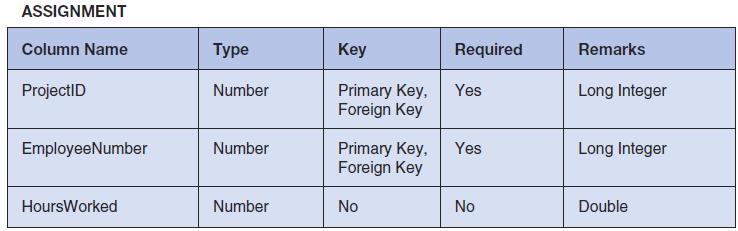 ASSIGNMENT
Column Name Type Key Required Remarks
ProjectID Number Primary Key, Yes Long Integer
Foreign Key
EmployeeNumber Number Primary Key, Yes Long Integer
Foreign Key
HoursWorked Number No No Double